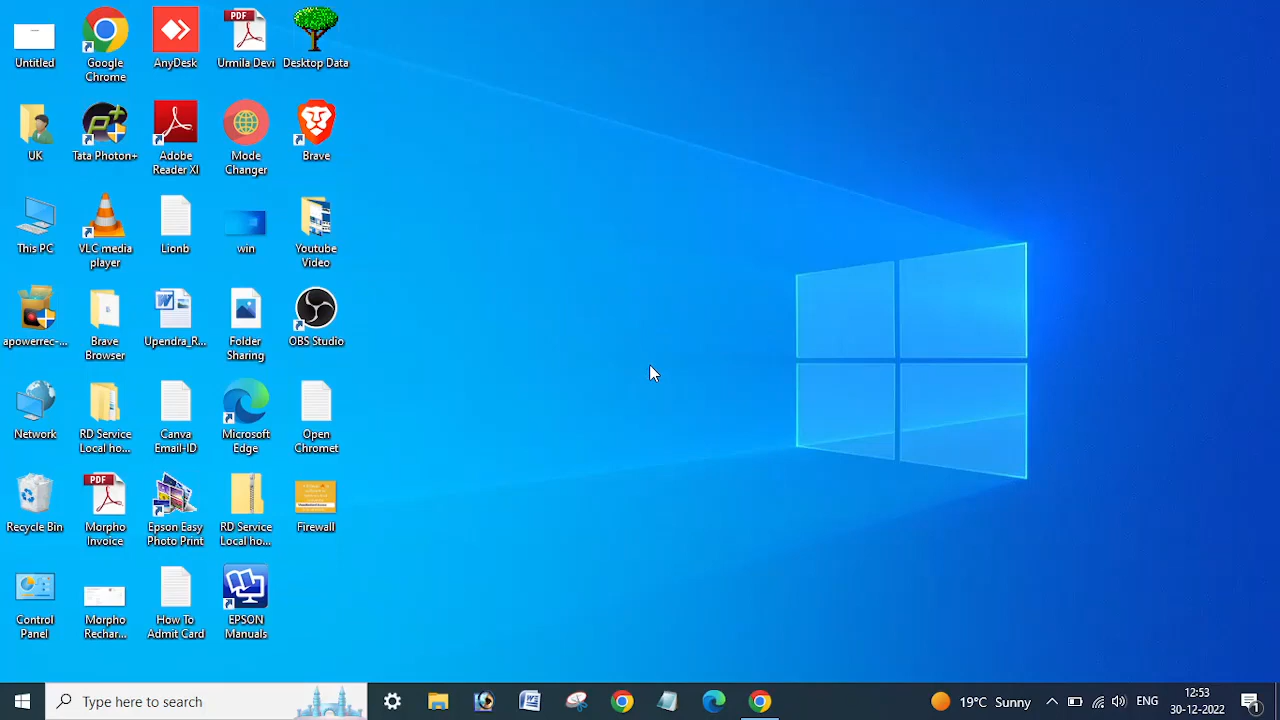 Untitled
Google
Chrome
AnyDesk
PDF
Urmila Devi
Desktop Data
UK
Tata Photon+
Adobe
Reader XI
Mode
Changer
Brave
This PC
VLC media
player
Lionb
win
Youtube
Video
apowerrec-...
Brave
Browser
Upendra_R...
Folder
Sharing
OBS Studio
Network
RD Service
Local ho...
Canva
Email-ID
Microsoft
Edge
Open
Chromet
Recycle Bin
PDF
Morpho
Invoice
Epson Easy
Photo Print
RD Service
Local ho...
Firewall
Control
Panel
Morpho
Rechar...
How To
Admit Card
EPSON
Manuals
Type here to search
19°C Sunny
ENG
12:53
30-12-2022
1